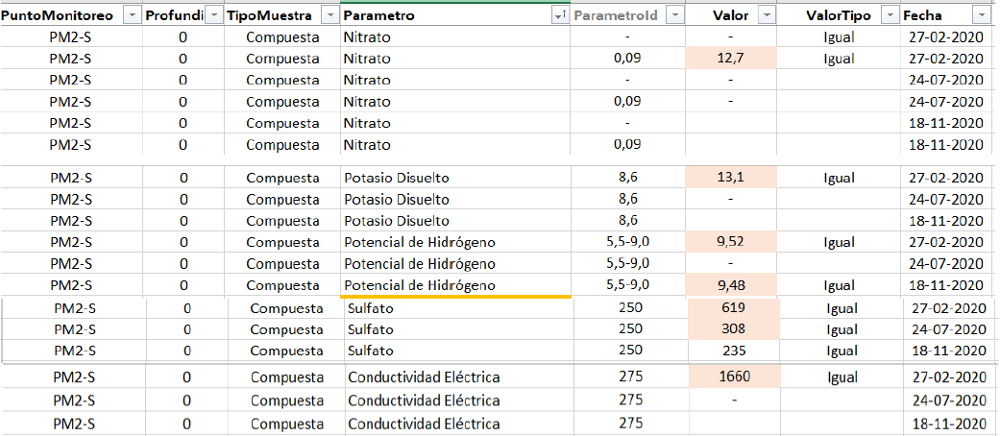 PuntoMonitoreo Profundi TipoMuestra Parametro ParametroId Valor ValorTipo Fecha
PM2-S 0 Compuesta Nitrato - - Igual 27-02-2020
PM2-S 0 Compuesta Nitrato 0,09 12,7 Igual 27-02-2020
PM2-S 0 Compuesta Nitrato - - 24-07-2020
PM2-S 0 Compuesta Nitrato 0,09 - 24-07-2020
PM2-S 0 Compuesta Nitrato - 18-11-2020
PM2-S 0 Compuesta Nitrato 0,09 18-11-2020
PM2-S 0 Compuesta Potasio Disuelto 8,6 13,1 Igual 27-02-2020
PM2-S 0 Compuesta Potasio Disuelto 8,6 - 24-07-2020
PM2-S 0 Compuesta Potasio Disuelto 8,6 18-11-2020
PM2-S 0 Compuesta Potencial de Hidrógeno 5,5-9,0 9,52 Igual 27-02-2020
PM2-S 0 Compuesta Potencial de Hidrógeno 5,5-9,0 - 24-07-2020
PM2-S 0 Compuesta Potencial de Hidrógeno 5,5-9,0 9,48 Igual 18-11-2020
PM2-S 0 Compuesta Sulfato 250 619 Igual 27-02-2020
PM2-S 0 Compuesta Sulfato 250 308 Igual 24-07-2020
PM2-S 0 Compuesta Sulfato 250 235 Igual 18-11-2020
PM2-S 0 Compuesta Conductividad Eléctrica 275 1660 Igual 27-02-2020
PM2-S 0 Compuesta Conductividad Eléctrica 275 - 24-07-2020
PM2-S 0 Compuesta Conductividad Eléctrica 275 18-11-2020